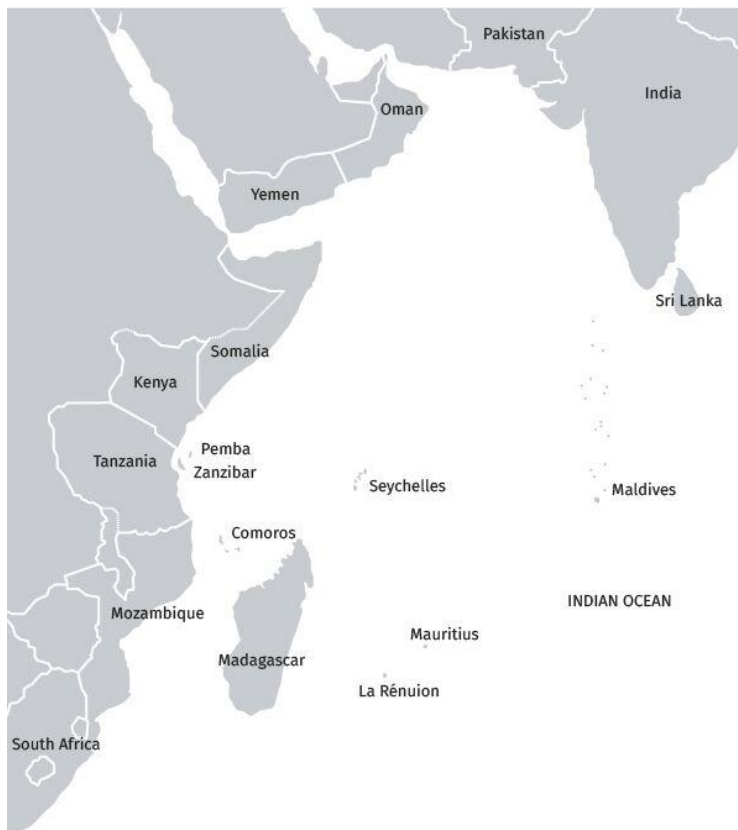 Pakistan
India
Oman
Yemen
Sri Lanka
Somalia
Kenya
Pemba
Tanzania
Zanzibar
Seychelles
Maldives
Comoros
INDIAN OCEAN
Mozambique
Mauritius
Madagascar
La Rénuion
South Africa